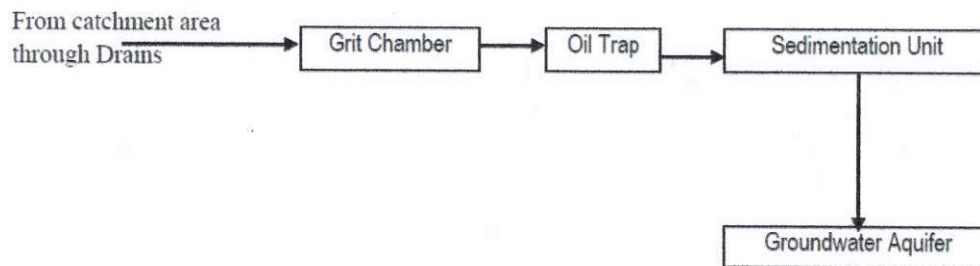 From catchment area
through Drains
Grit Chamber
Oil Trap
Sedimentation Unit
Groundwater Aquifer